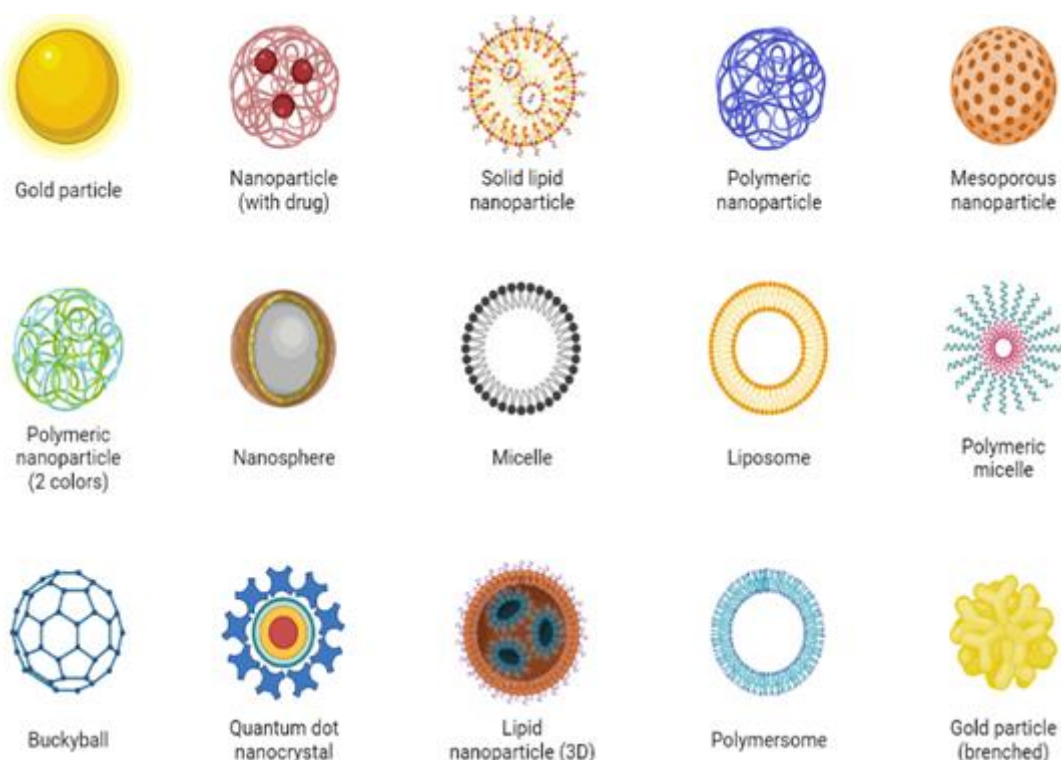 Gold particle
Nanoparticle
(with drug)
Solid lipid
nanoparticle
Polymeric
nanoparticle
Mesoporous
nanoparticle
Polymeric
nanoparticle
(2 colors)
Nanosphere
Micelle
Liposome
Polymeric
micelle
Buckyball
Quantum dot
nanocrystal
Lipid
nanoparticle (3D)
Polymersome
Gold particle
(brenched)